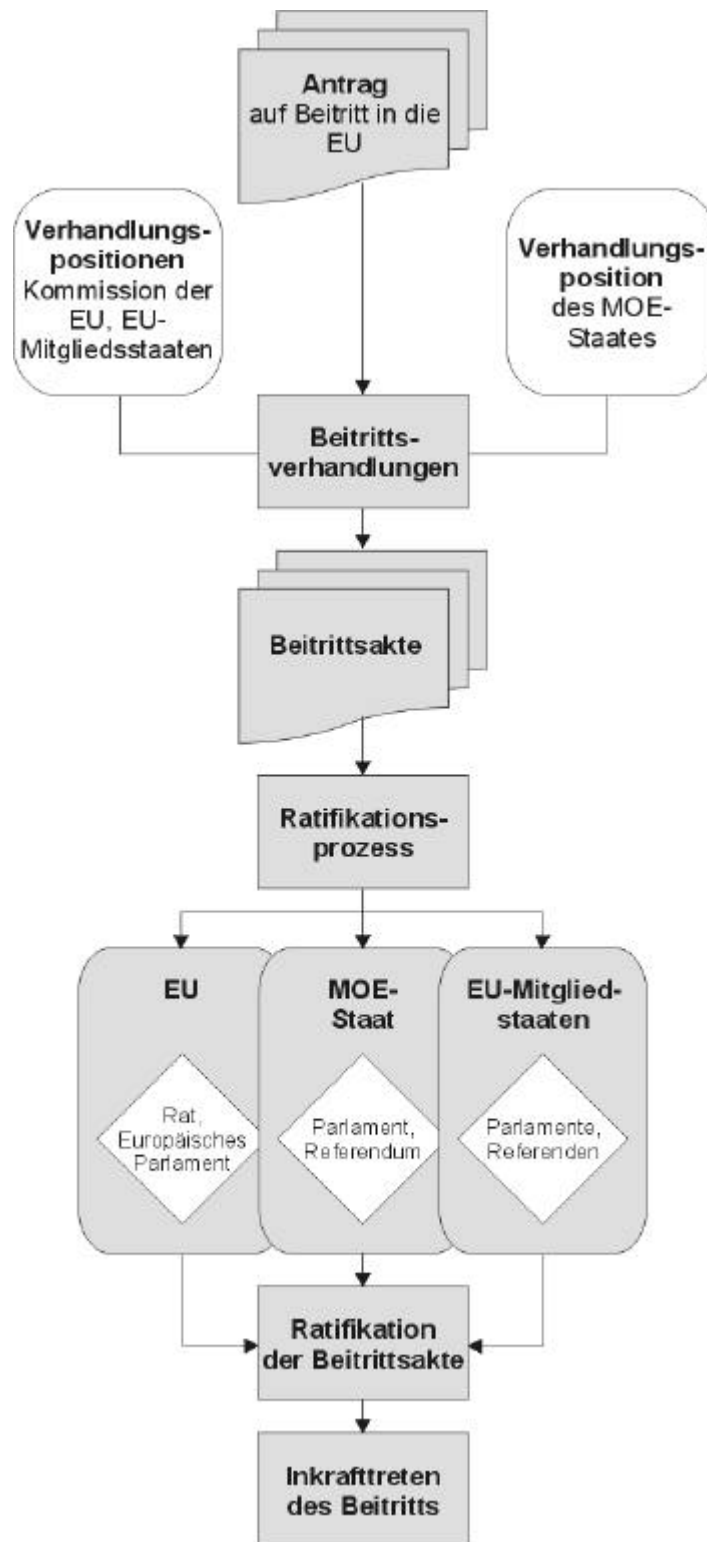 Antrag
auf Beitritt in die
EU
Verhandlungs-
positionen
Kommission der
EU, EU-
Mitgliedsstaaten
Verhandlungs-
position
des MOE-
Staates
Beitritts-
verhandlungen
Beitrittsakte
Ratifikations-
prozess
EU
Rat,
Europäisches
Parlament
MOE-
Staat
Parlament,
Referendum
EU-Mitglied-
staaten
Parlamente,
Referenden
Ratifikation
der Beitrittsakte
Inkrafttreten
des Beitritts